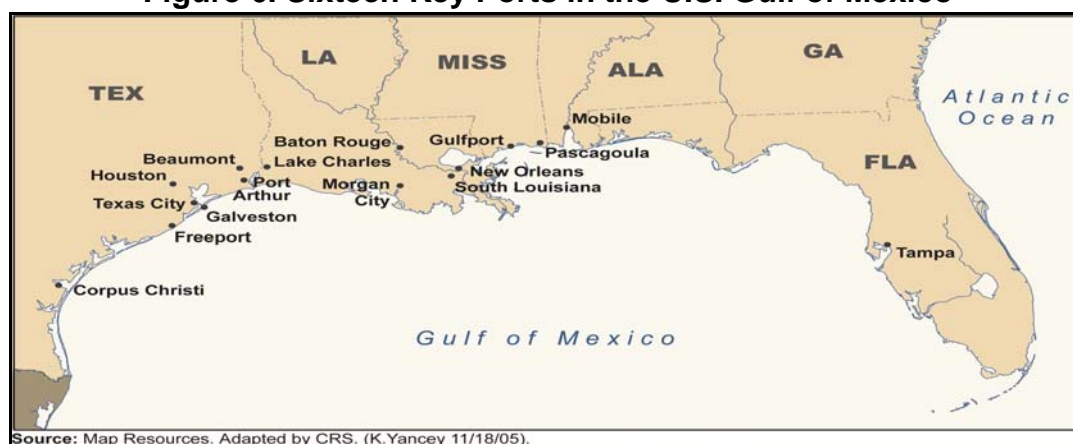 Sixteen Key Ports in the U.S. Gulf of Mexico
TEX
LA
MISS
ALA
GA
Atlantic
Ocean
FLA
Mobile
Baton Rouge
Gulfport
Pascagoula
Beaumont
Lake Charles
New Orleans
Houston
Port
Arthur
Morgan
City
South Louisiana
Texas City
Galveston
Freeport
Tampa
Corpus Christi
Gulf of Mexico
Source: Map Resources. Adapted by CRS. (K.Yancey 11/18/05).